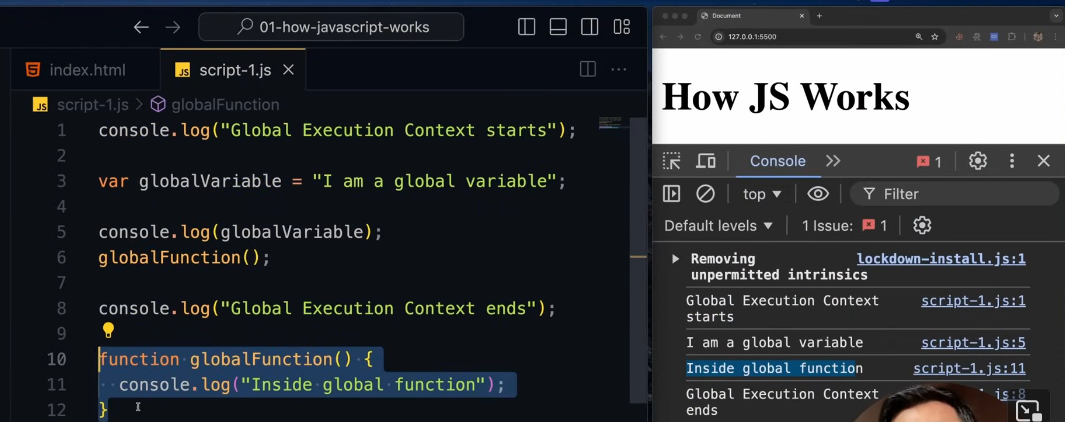 01-how-javascript-works
index.html
JS script-1.js
JS script-1.js > globalFunction
1 console.log("Global Execution Context starts");
2
3 var globalVariable = "I am a global variable";
4
5 console.log(globalVariable);
6 globalFunction();
7
8 console.log("Global Execution Context ends");
9
10 function globalFunction() {
11 console.log("Inside global function");
12 }
Document
127.0.0.1:5500
How JS Works
Console
1
top
Filter
Default levels
1 Issue: 1
Removing lockdown-install.js:1
unpermitted intrinsics
Global Execution Context script-1.js:1
starts
I am a global variable script-1.js:5
Inside global function script-1.js:11
Global Execution Context js:8
ends